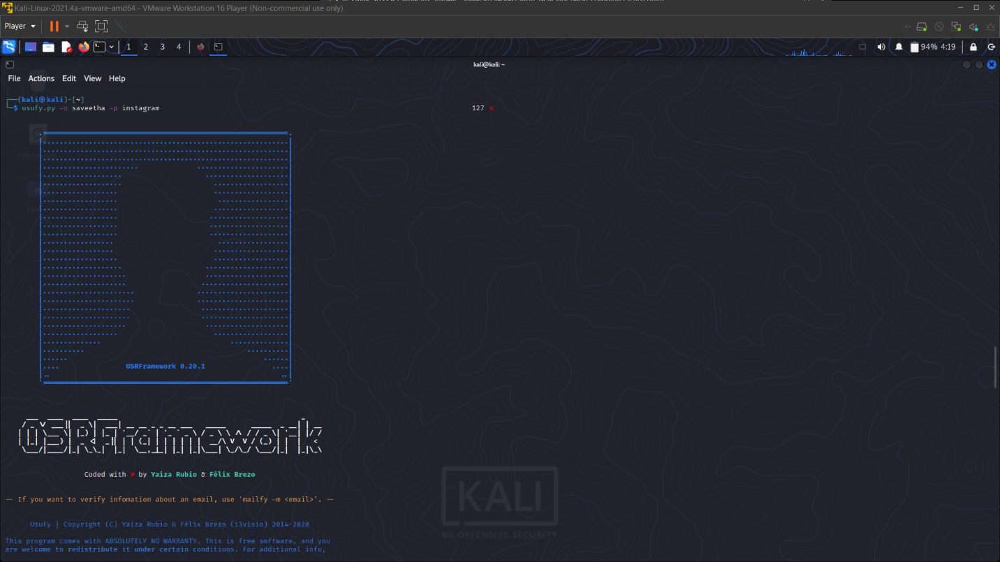 Kali-Linux-2021.4a-vmware-amd64 - VMware Workstation 16 Player (Non-commercial use only)
Player
1 2 3 4 94% 4:19
kali@kali: ~
File Actions Edit View Help
(kali㉿kali)-[~]
$ usufy.py -n saveetha -p instagram 127 ⨯
OSRFramework 0.20.1
OSRFramework
Coded with ♥ by Yaiza Rubio & Félix Brezo
-- If you want to verify infomation about an email, use 'mailfy -m <email>'. --
Usufy | Copyright (C) Yaiza Rubio & Félix Brezo (i3visio) 2014-2020
This program comes with ABSOLUTELY NO WARRANTY. This is free software, and you
are welcome to redistribute it under certain conditions. For additional info,
KALI
BY OFFENSIVE SECURITY